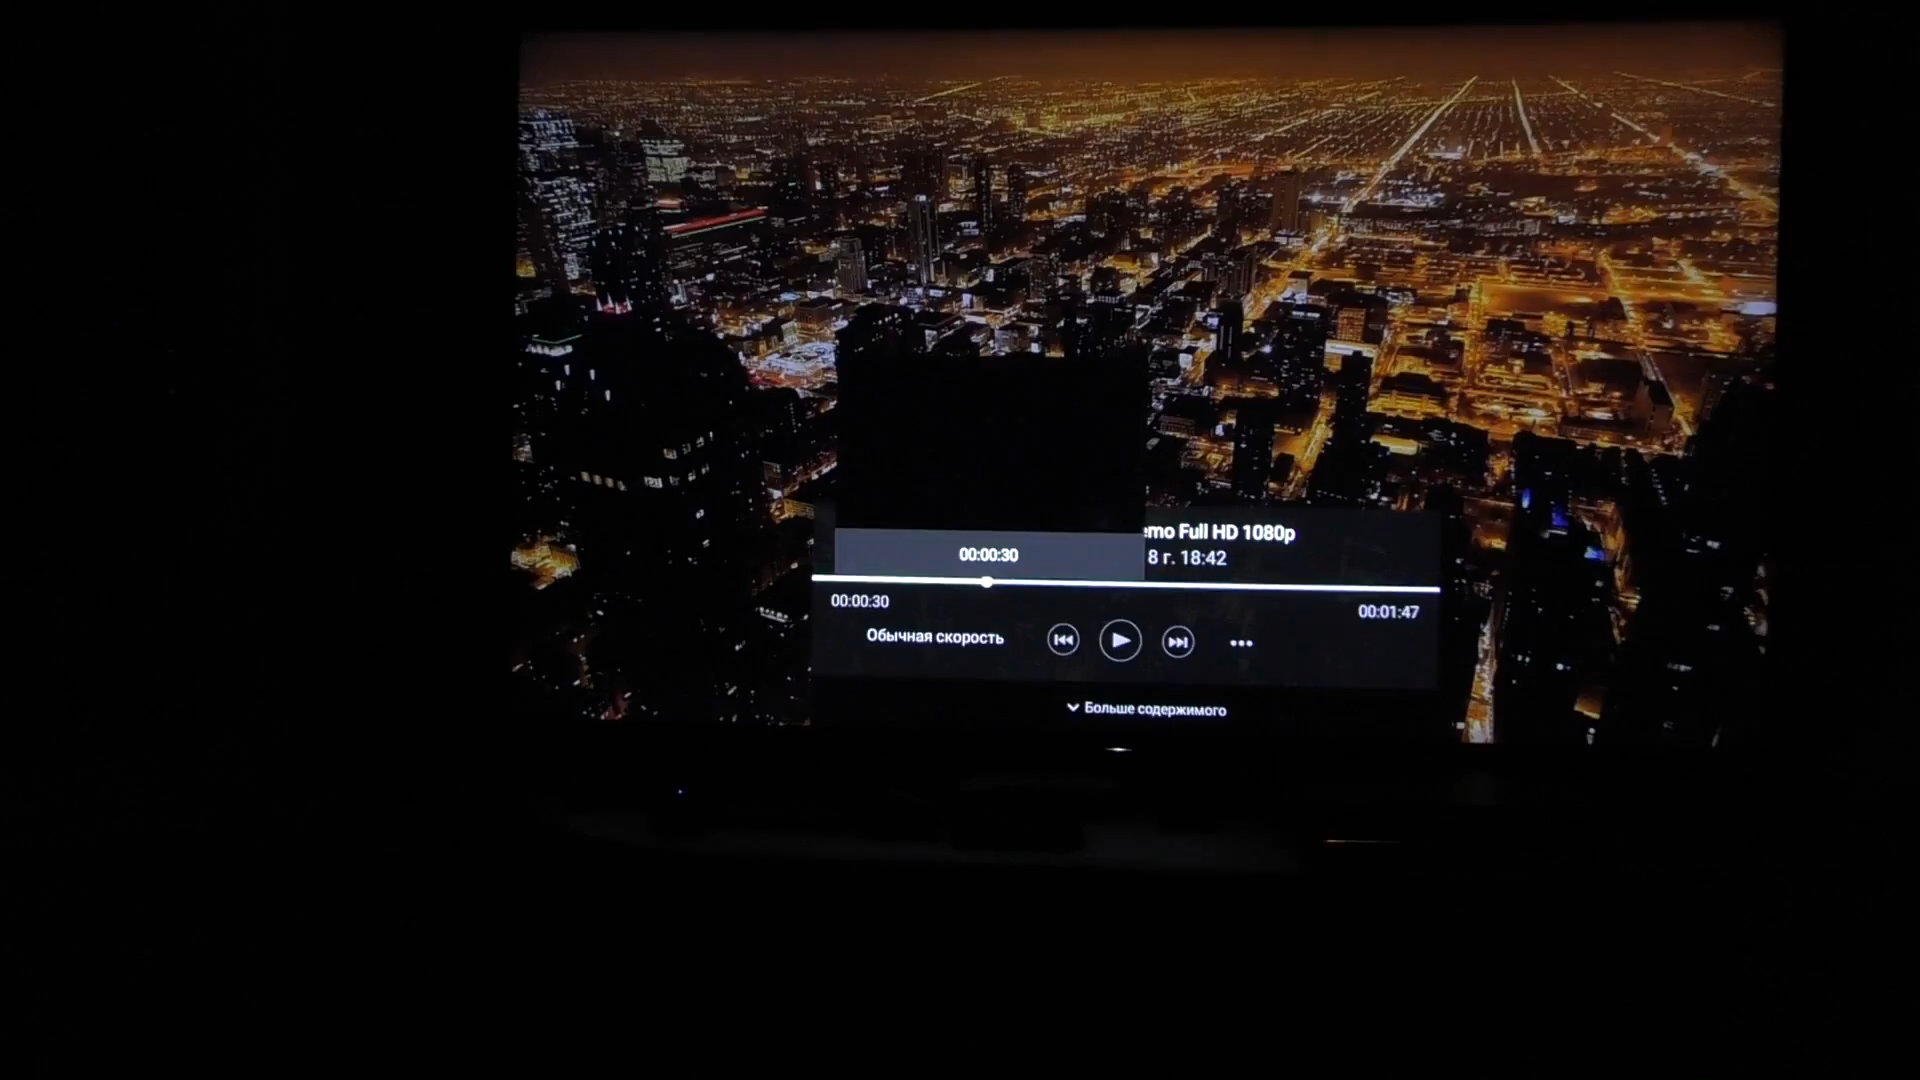 emo Full HD 1080p
00:00:30
8 г. 18:42
00:00:30
00:01:47
Обычная скорость
Больше содержимого